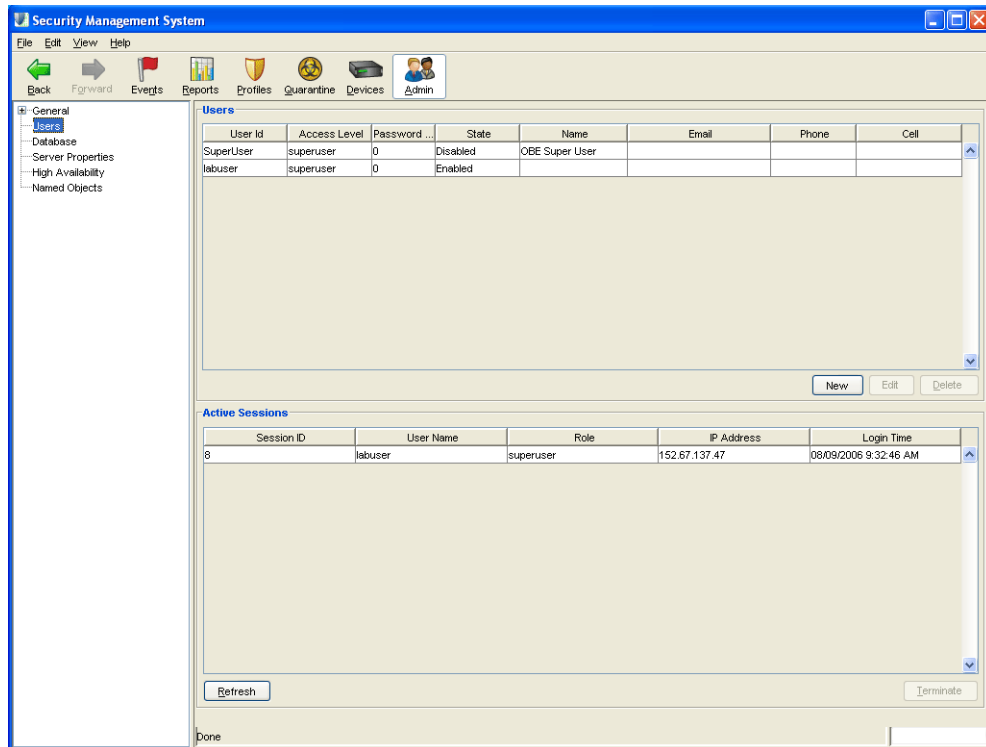 Security Management System
File Edit View Help
Back Forward Events Reports Profiles Quarantine Devices Admin
General
Users
Database
Server Properties
High Availability
Named Objects
Users
User Id Access Level Password ... State Name Email Phone Cell
SuperUser superuser 0 Disabled OBE Super User
labuser superuser 0 Enabled
New Edit Delete
Active Sessions
Session ID User Name Role IP Address Login Time
8 labuser superuser 152.67.137.47 08/09/2006 9:32:46 AM
Refresh Terminate
Done